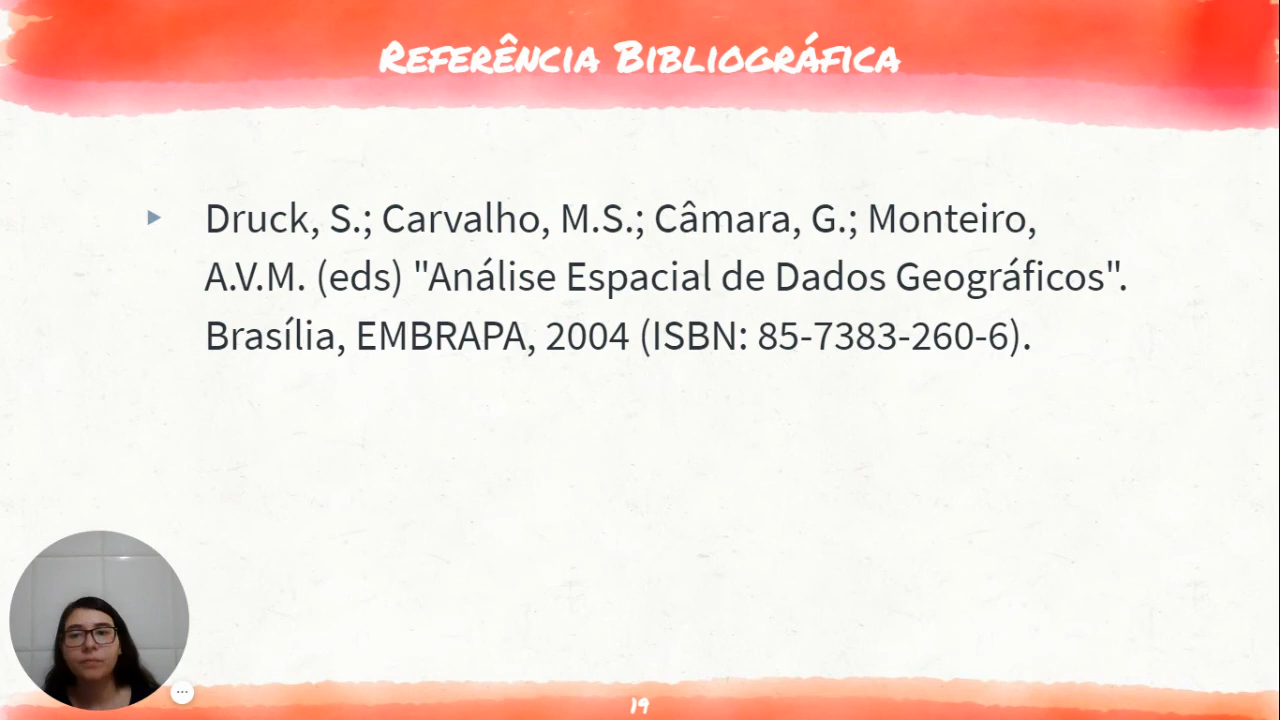 Referência Bibliográfica
Druck, S.; Carvalho, M.S.; Câmara, G.; Monteiro,
A.V.M. (eds) "Análise Espacial de Dados Geográficos".
Brasília, EMBRAPA, 2004 (ISBN: 85-7383-260-6).
19